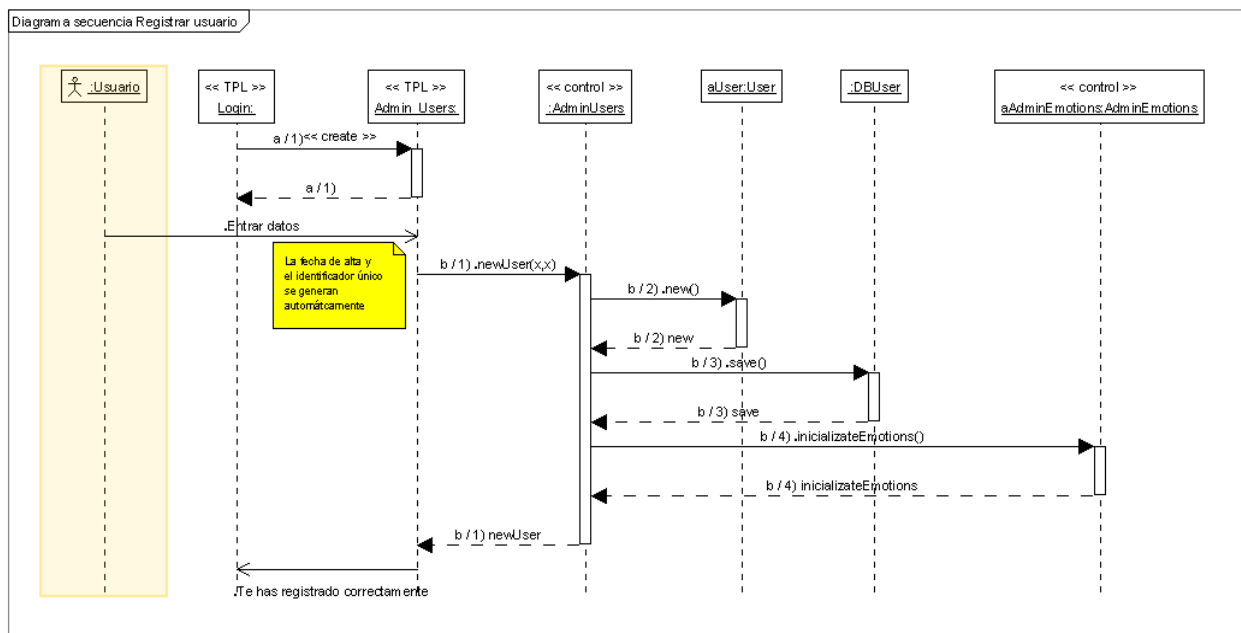 Diagrama secuencia Registrar usuario
:Usuario
<< TPL >>
Login:
<< TPL >>
Admin_Users:
<< control >>
:AdminUsers
aUser:User
:DBUser
<< control >>
aAdminEmotions:AdminEmotions
a / 1)<< create >>
a / 1)
.Entrar datos
La fecha de alta y
el identificador único
se generan
automátcamente
b / 1) .newUser(x,x)
b / 2) .new()
b / 2) new
b / 3) .save()
b / 3) save
b / 4) .inicializateEmotions()
b / 4) inicializateEmotions
b / 1) newUser
.Te has registrado correctamente